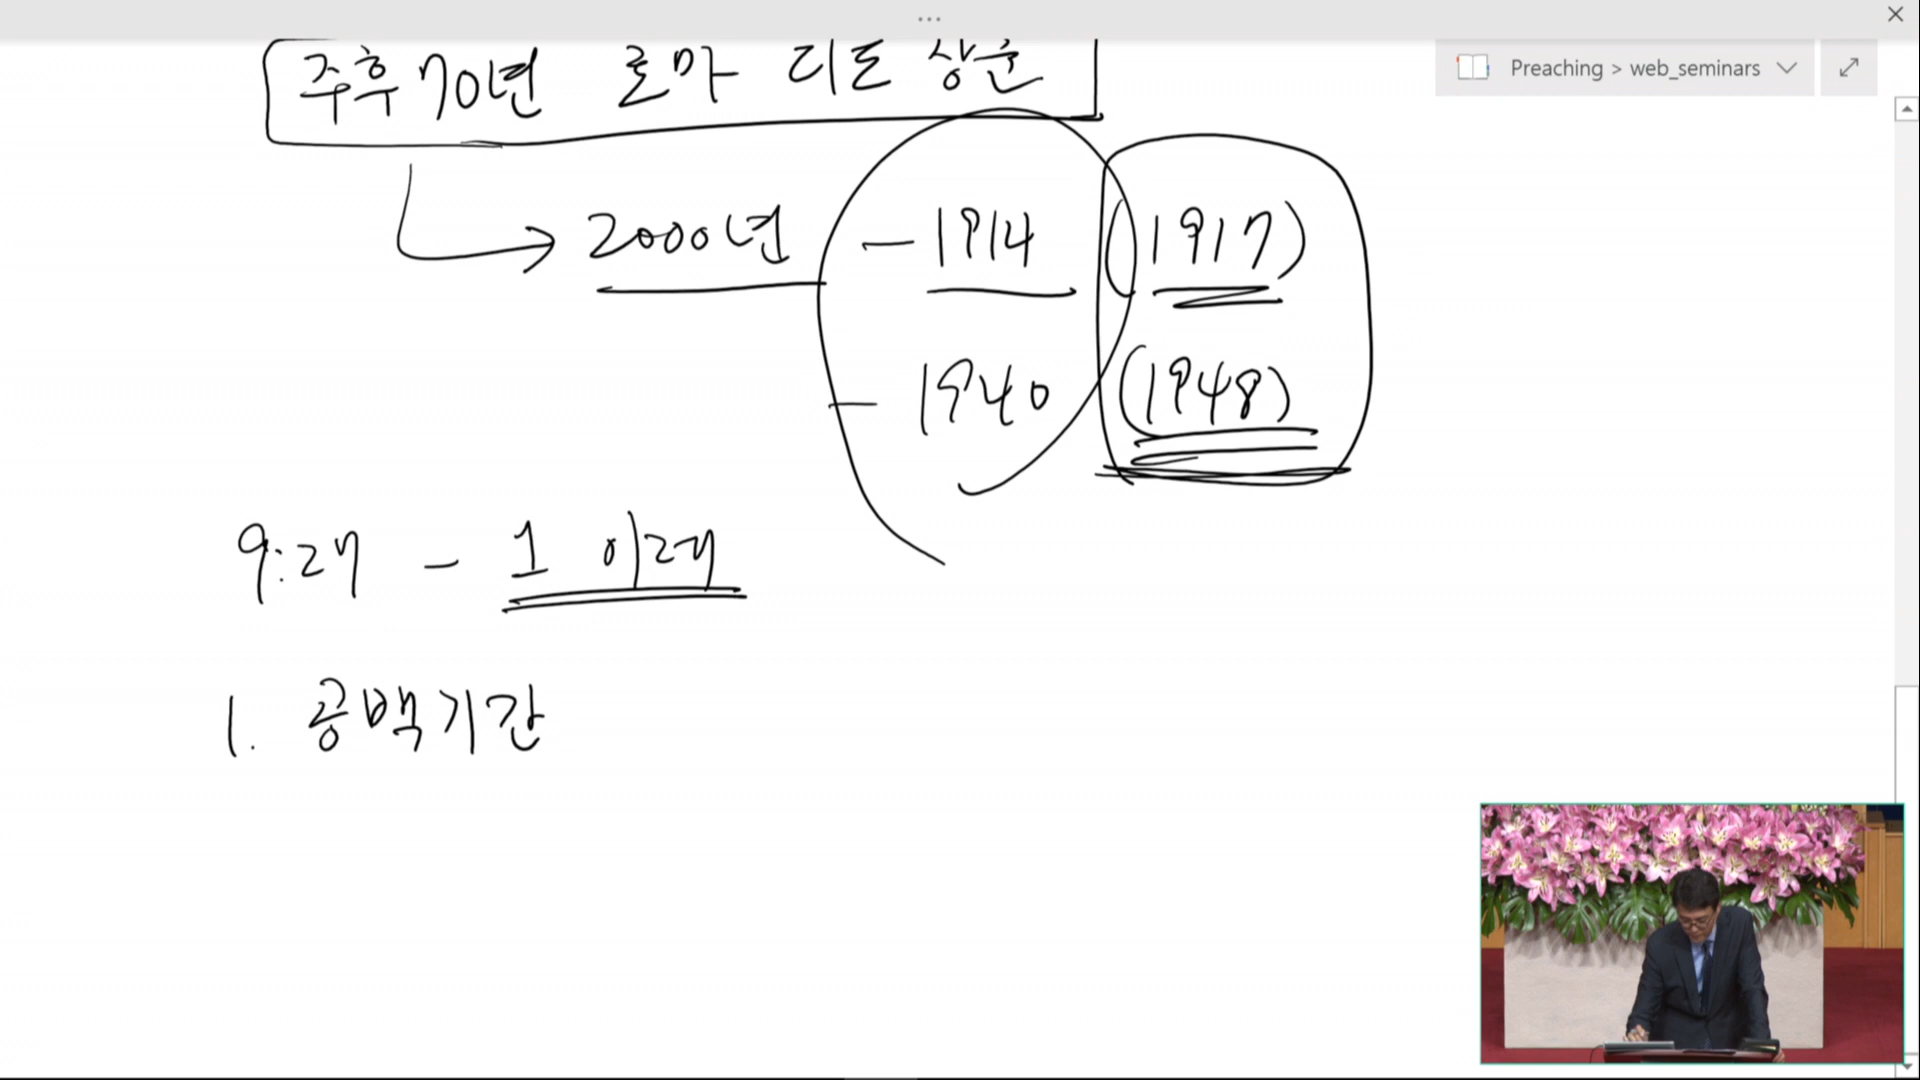 ...
Preaching > web_seminars
주후 70년 로마 디도 장군
2000년 - 1914 (1917)
- 1940 (1948)
9:27 - 1 이레
1. 공백기간